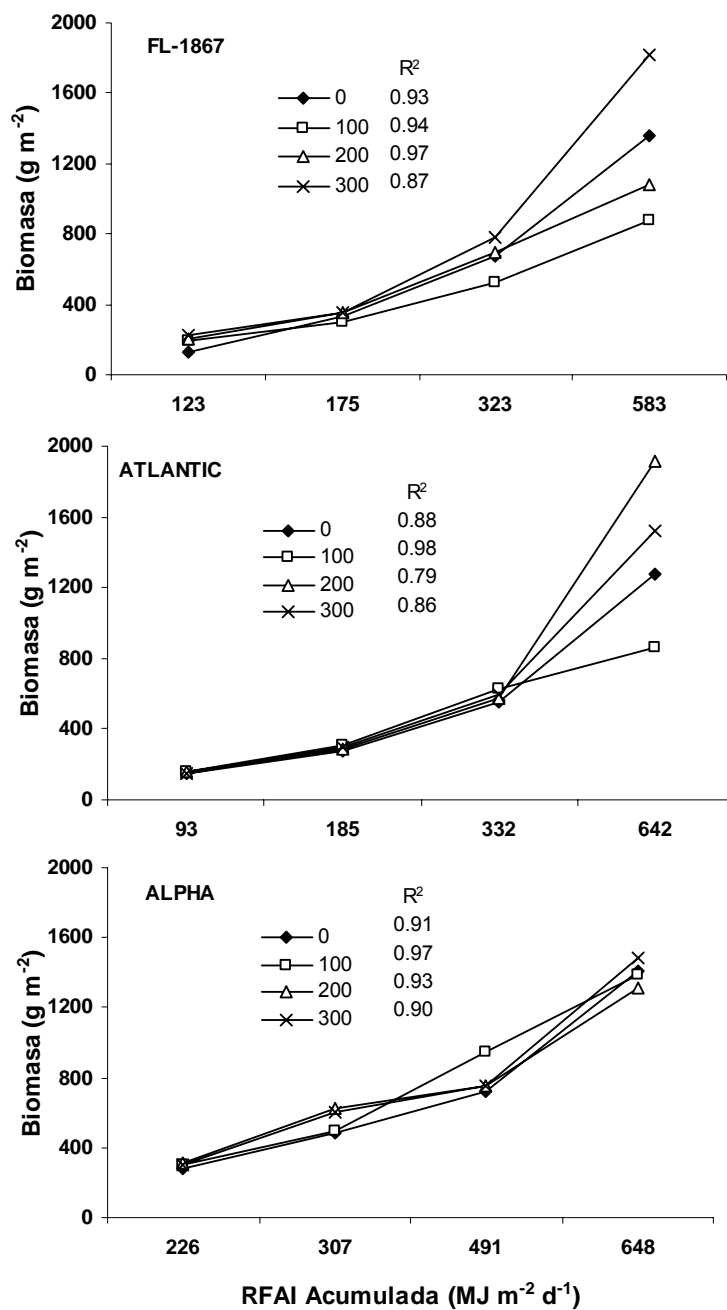 FL-1867
R²
0 0.93
100 0.94
200 0.97
300 0.87
Biomasa (g m⁻²)
2000
1600
1200
800
400
0
123 175 323 583
ATLANTIC
R²
0 0.88
100 0.98
200 0.79
300 0.86
Biomasa (g m⁻²)
2000
1600
1200
800
400
0
93 185 332 642
ALPHA
R²
0 0.91
100 0.97
200 0.93
300 0.90
Biomasa (g m⁻²)
2000
1600
1200
800
400
0
226 307 491 648
RFAI Acumulada (MJ m⁻² d⁻¹)